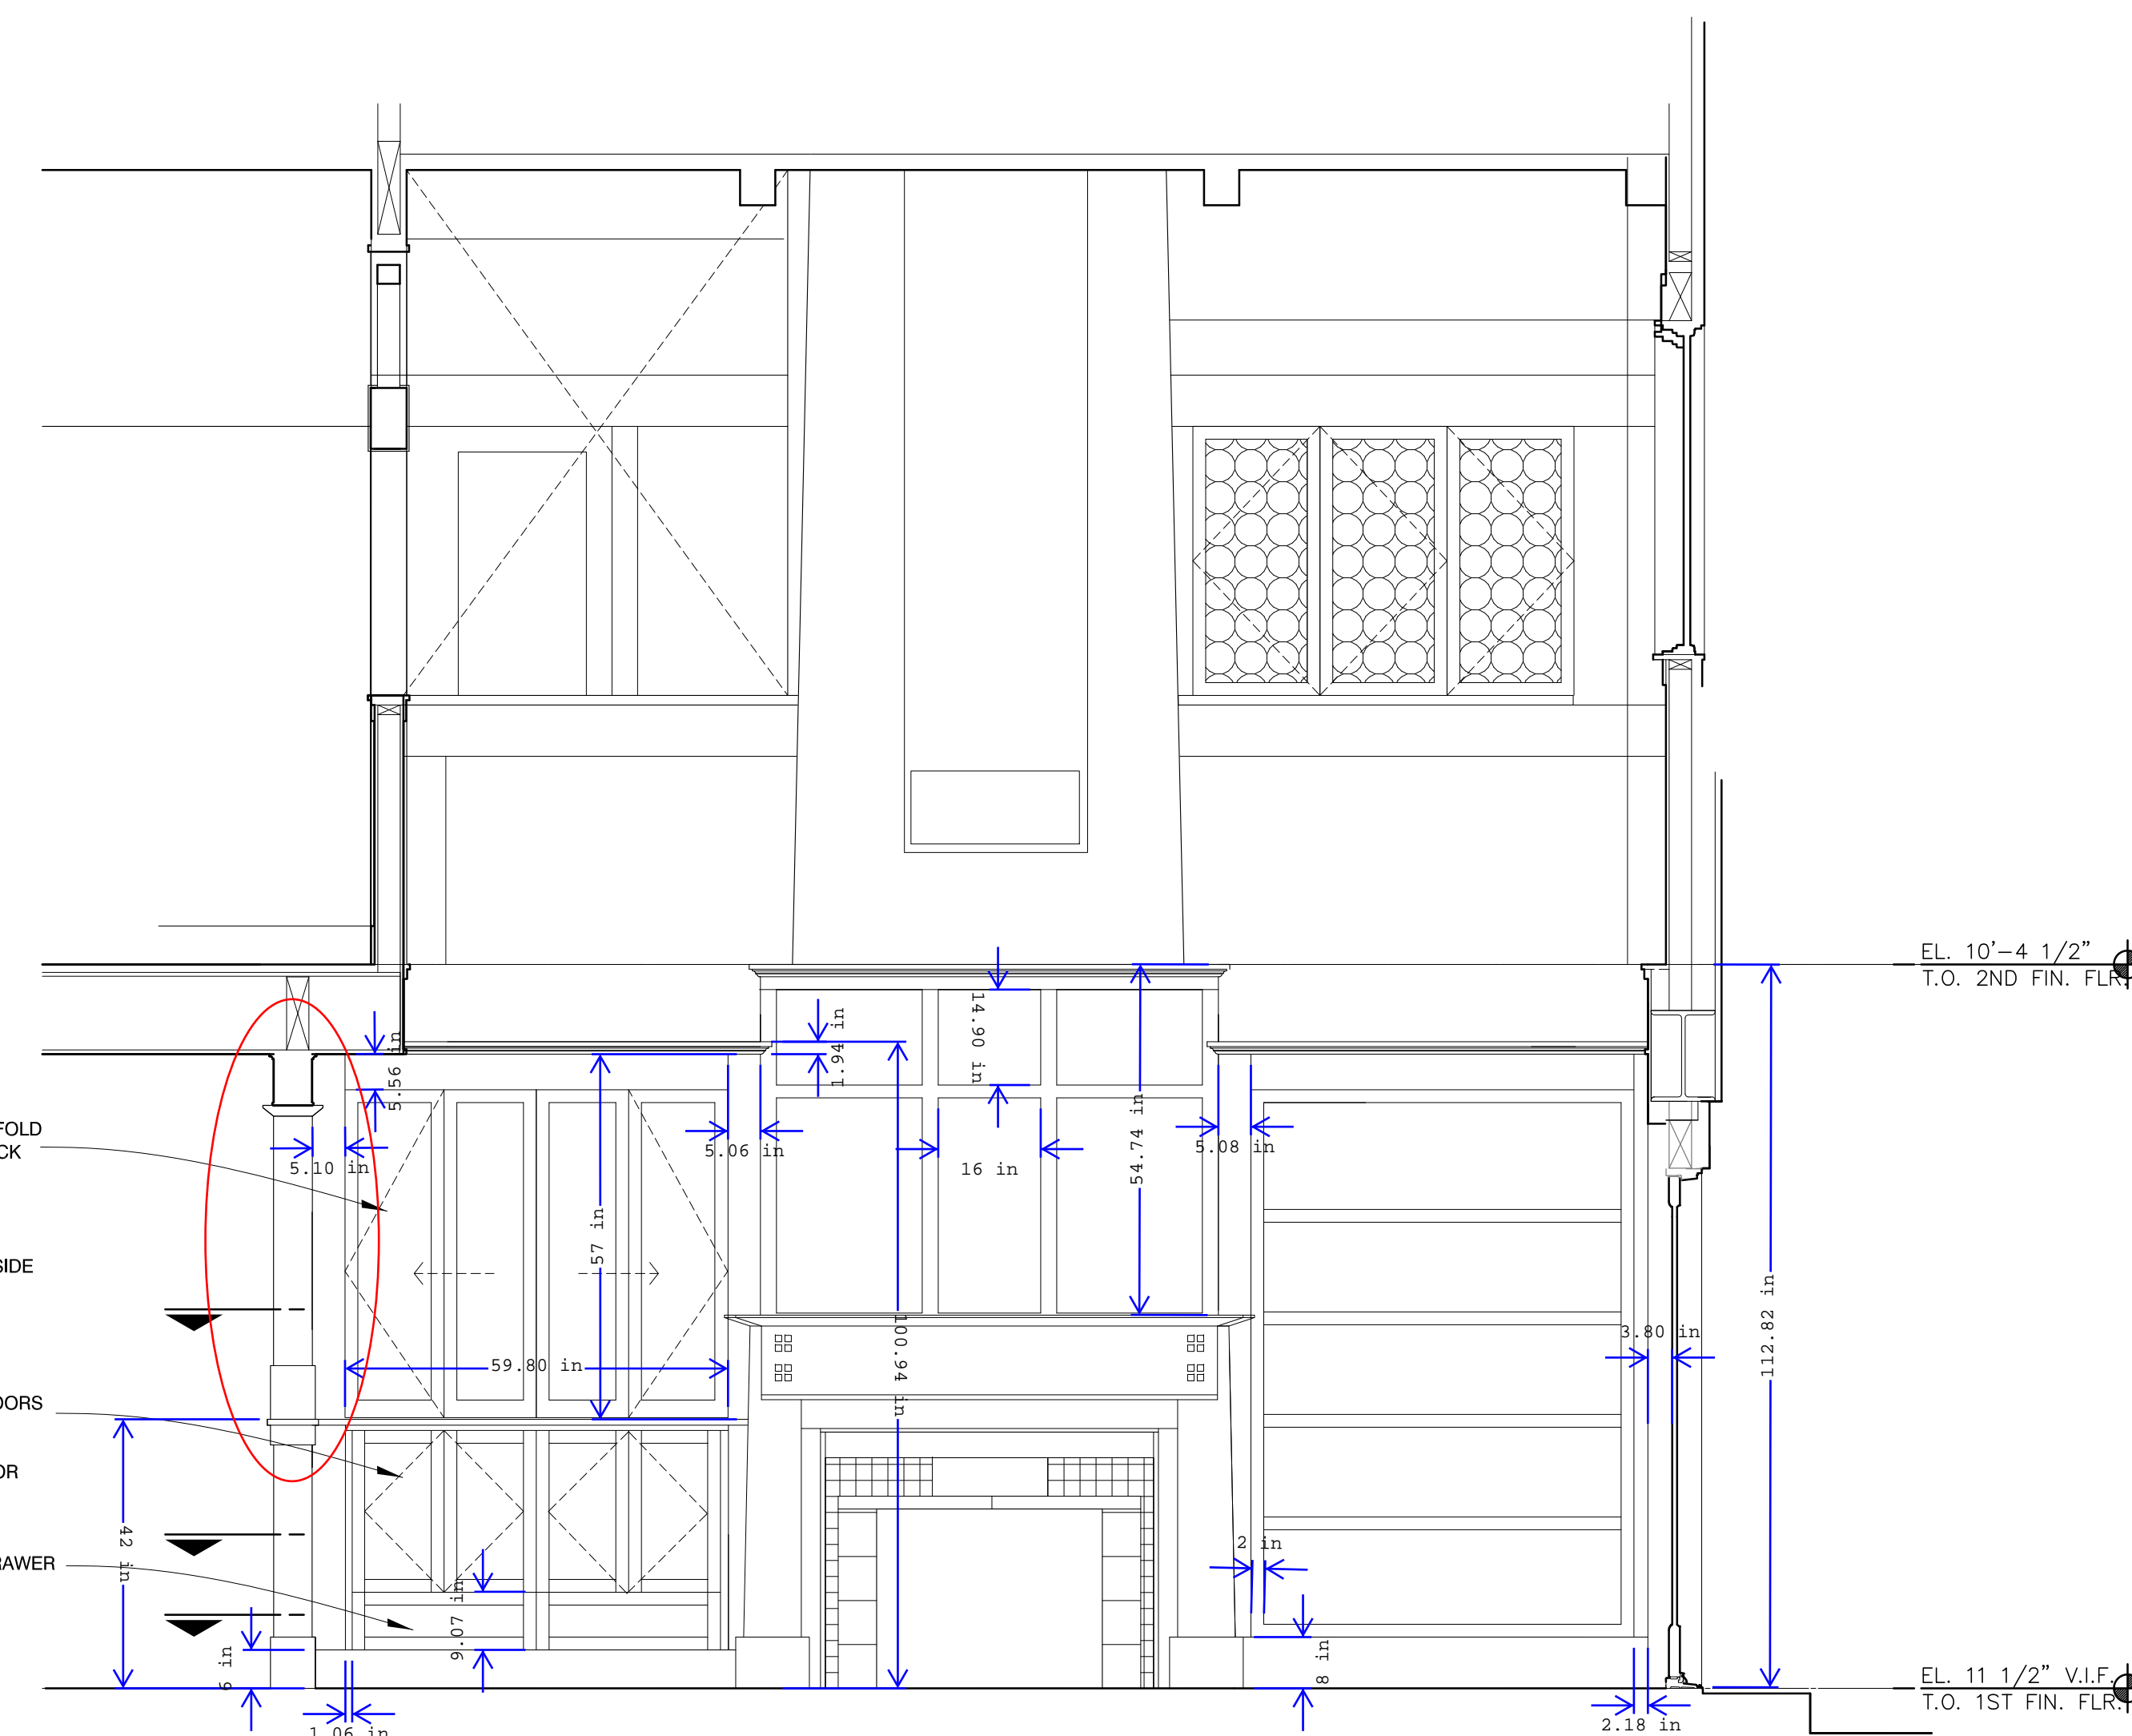 EL. 10'-4 1/2"
T.O. 2ND FIN. FLR.
14.90 in
1.94 in
5.56 in
FOLD
CK
5.10 in
5.06 in
16 in
54.74 in
5.08 in
57 in
SIDE
112.82 in
3.80 in
59.80 in
100.94 in
OORS
OR
42 in
2 in
RAWER
9.07 in
6 in
8 in
EL. 11 1/2" V.I.F.
T.O. 1ST FIN. FLR.
1.06 in
2.18 in